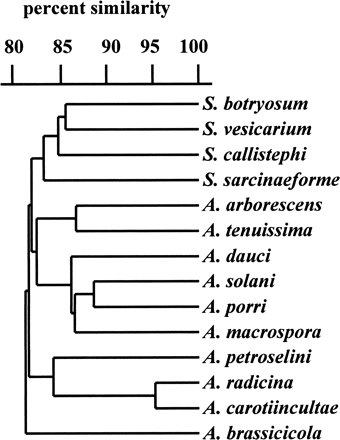 percent similarity
80 85 90 95 100
S. botryosum
S. vesicarium
S. callistephi
S. sarcinaeforme
A. arborescens
A. tenuissima
A. dauci
A. solani
A. porri
A. macrospora
A. petroselini
A. radicina
A. carotiincultae
A. brassicicola